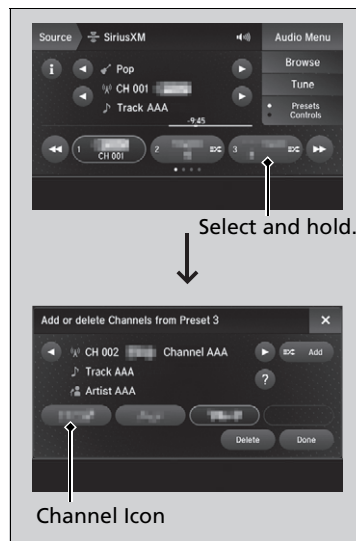 Source SiriusXM Audio Menu
i Pop Browse
CH 001 Tune
Track AAA Presets
Controls
-9:45
1 2 3
CH 001
Select and hold.
Add or delete Channels from Preset 3 ×
CH 002 Channel AAA Add
Track AAA ?
Artist AAA
Delete Done
Channel Icon